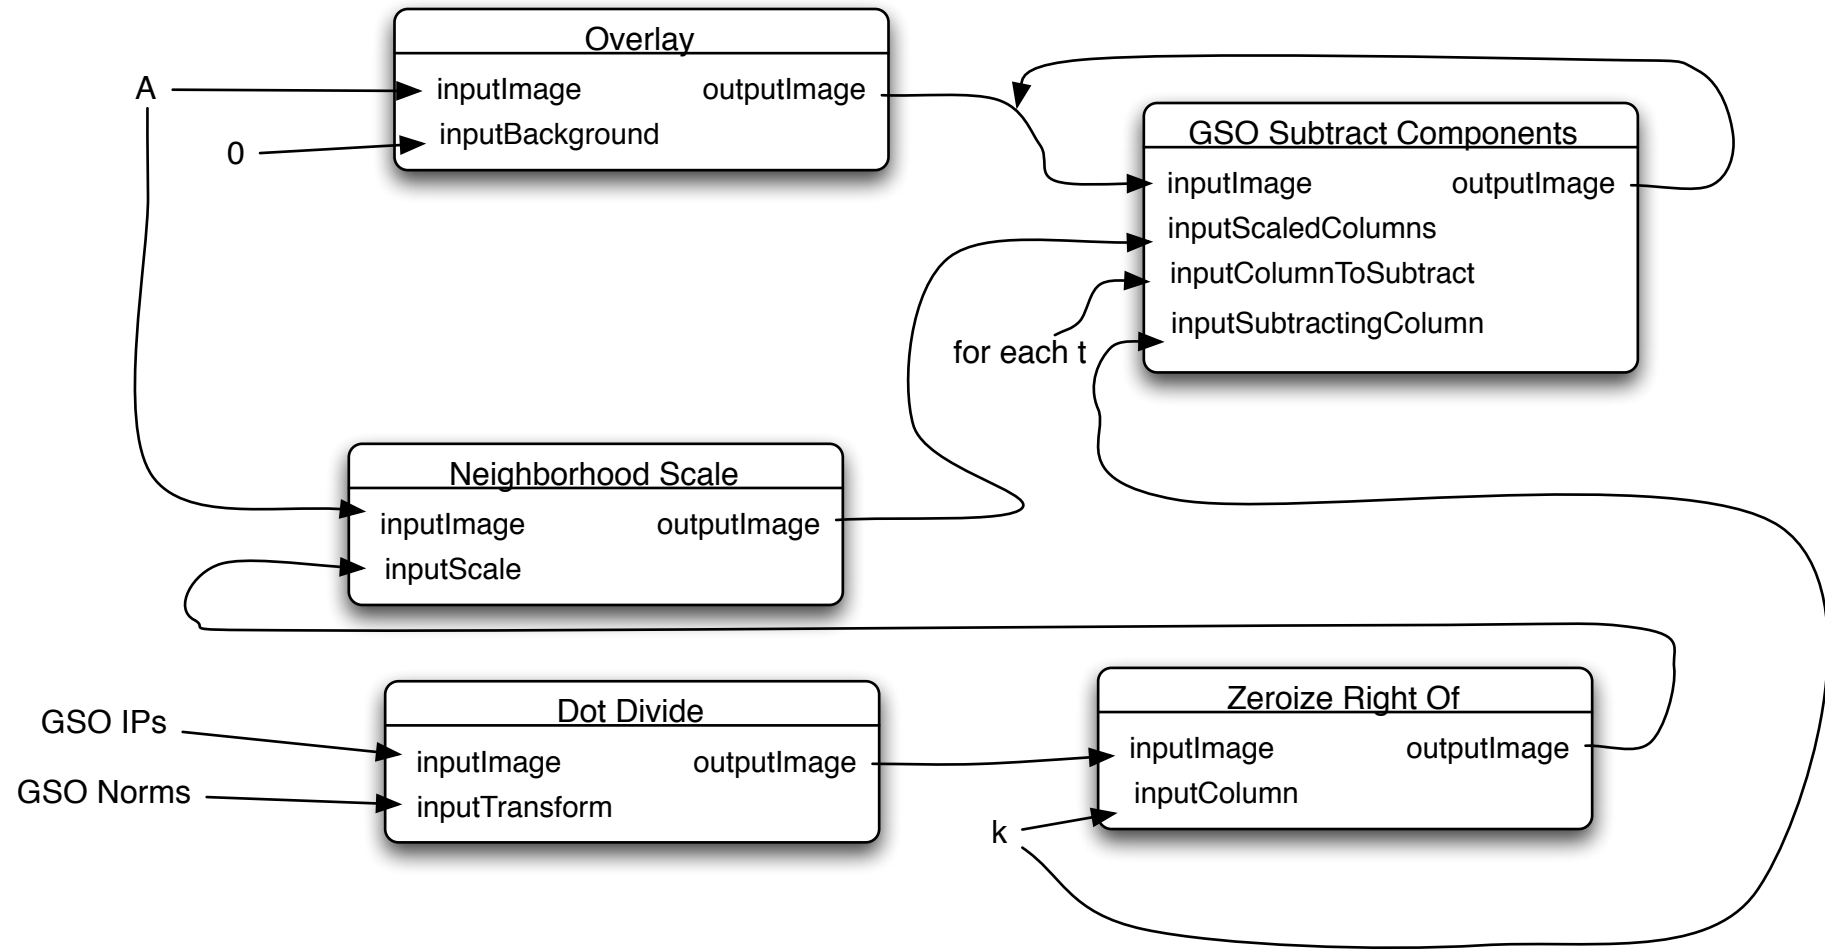 Overlay
A
inputImage
outputImage
inputBackground
0
GSO Subtract Components
inputImage
outputImage
inputScaledColumns
inputColumnToSubtract
inputSubtractingColumn
for each t
Neighborhood Scale
inputImage
outputImage
inputScale
GSO IPs
GSO Norms
Dot Divide
inputImage
outputImage
inputTransform
Zeroize Right Of
inputImage
outputImage
inputColumn
k